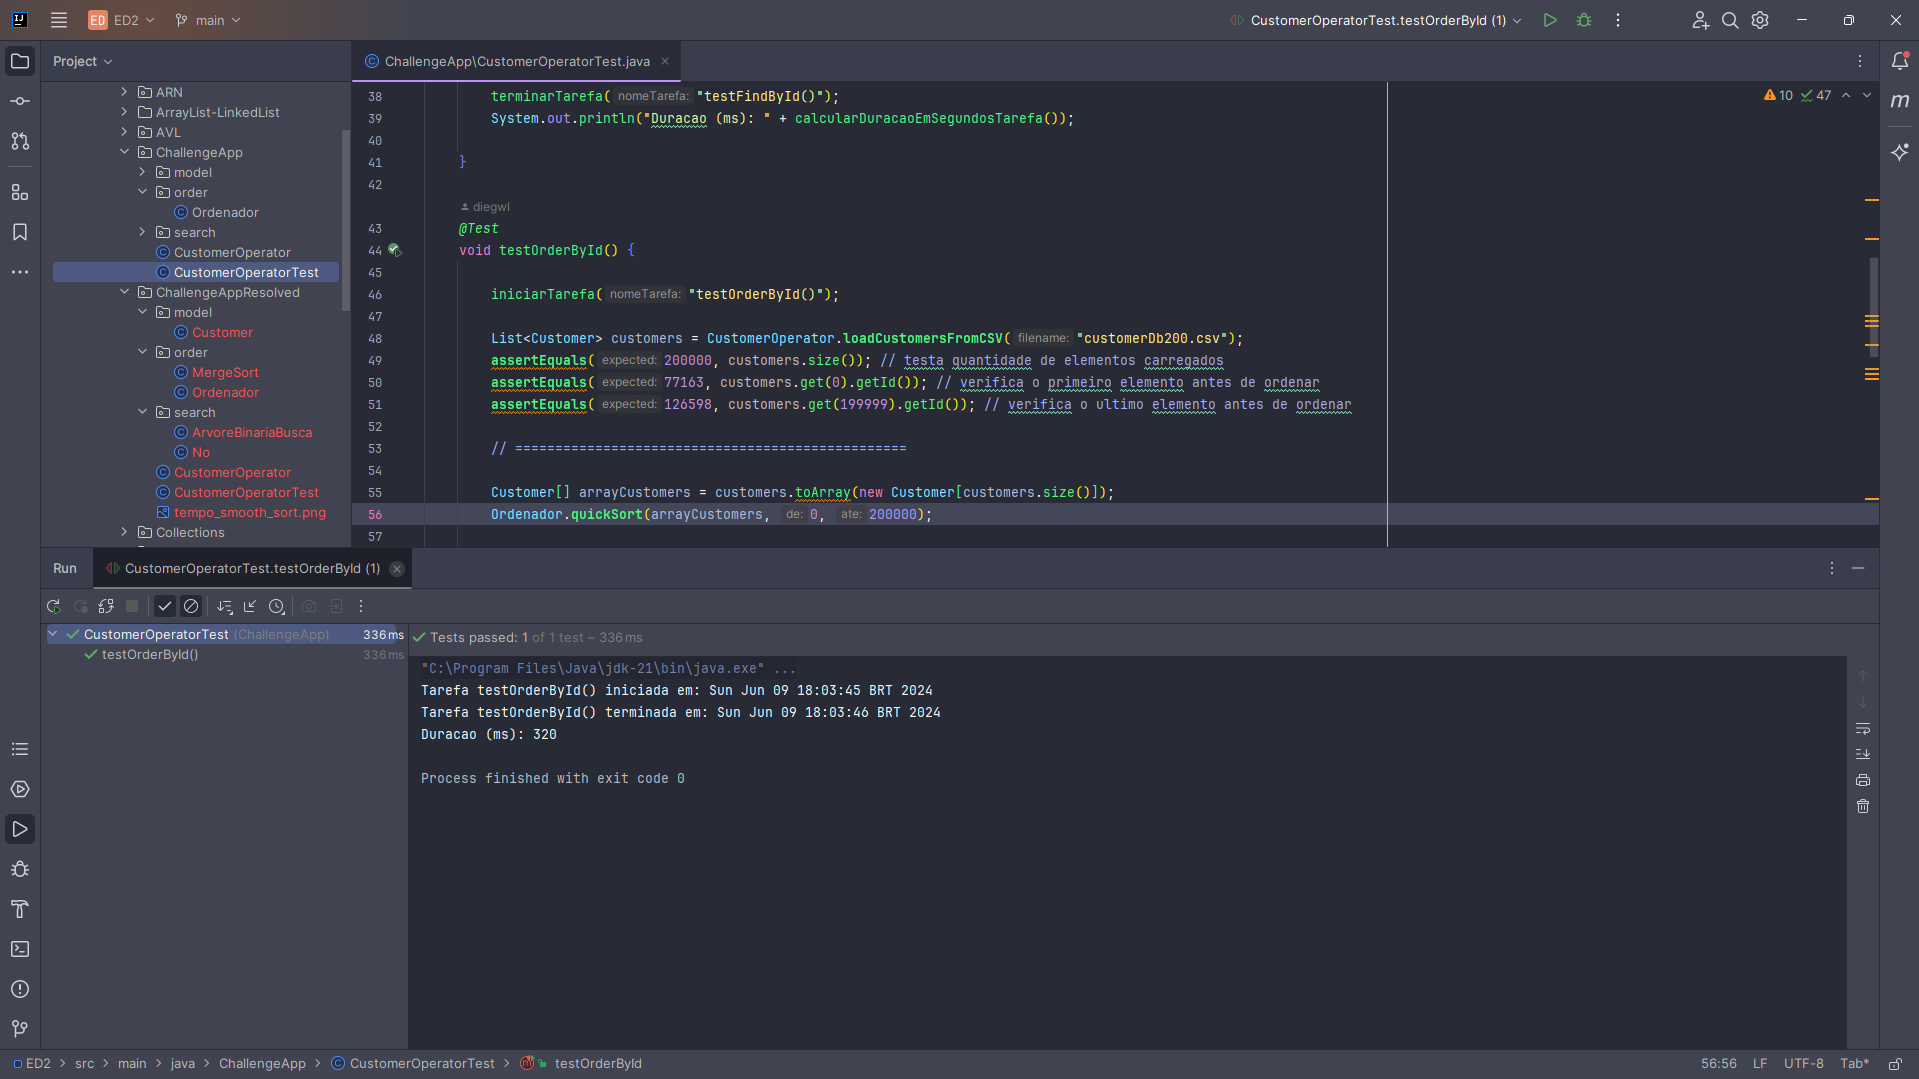 ED ED2 main
CustomerOperatorTest.testOrderById (1)
Project
ChallengeApp\CustomerOperatorTest.java
ARN
ArrayList-LinkedList
AVL
ChallengeApp
model
order
Ordenador
search
CustomerOperator
CustomerOperatorTest
ChallengeAppResolved
model
Customer
order
MergeSort
Ordenador
search
ArvoreBinariaBusca
No
CustomerOperator
CustomerOperatorTest
tempo_smooth_sort.png
Collections
10 47
38 terminarTarefa( nomeTarefa: "testFindById()");
39 System.out.println("Duracao (ms): " + calcularDuracaoEmSegundosTarefa());
40
41 }
42
diegwl
43 @Test
44 void testOrderById() {
45
46 iniciarTarefa( nomeTarefa: "testOrderById()");
47
48 List<Customer> customers = CustomerOperator.loadCustomersFromCSV( filename: "customerDb200.csv");
49 assertEquals( expected: 200000, customers.size()); // testa quantidade de elementos carregados
50 assertEquals( expected: 77163, customers.get(0).getId()); // verifica o primeiro elemento antes de ordenar
51 assertEquals( expected: 126598, customers.get(199999).getId()); // verifica o ultimo elemento antes de ordenar
52
53 // =================================================
54
55 Customer[] arrayCustomers = customers.toArray(new Customer[customers.size()]);
56 Ordenador.quickSort(arrayCustomers, de: 0, ate: 200000);
57
Run CustomerOperatorTest.testOrderById (1)
CustomerOperatorTest (ChallengeApp) 336 ms
testOrderById() 336 ms
Tests passed: 1 of 1 test – 336 ms
"C:\Program Files\Java\jdk-21\bin\java.exe" ...
Tarefa testOrderById() iniciada em: Sun Jun 09 18:03:45 BRT 2024
Tarefa testOrderById() terminada em: Sun Jun 09 18:03:46 BRT 2024
Duracao (ms): 320
Process finished with exit code 0
ED2 > src > main > java > ChallengeApp > CustomerOperatorTest > testOrderById
56:56 LF UTF-8 Tab*